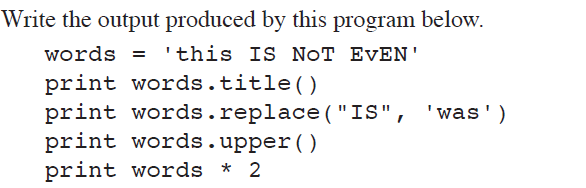 Write the output produced by this program below.
words = 'this IS NoT EvEN'
print words.title()
print words.replace("IS", 'was')
print words.upper()
print words * 2